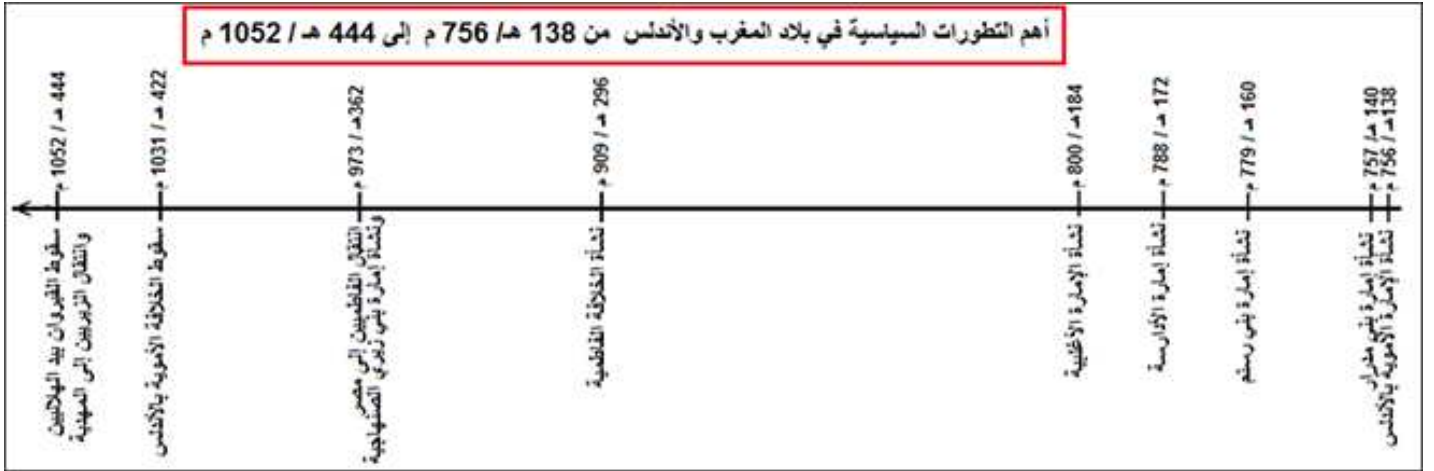 أهم التطورات السياسية في بلاد المغرب والأندلس من 138 هـ/ 756 م إلى 444 هـ / 1052 م
138هـ / 756 م
نشأة الإمارة الأموية بالأندلس
140 هـ/ 757 م
نشأة إمارة بني مدرار
160 هـ / 779 م
نشأة إمارة بني رستم
172 هـ / 788 م
نشأة إمارة الأدارسة
184هـ / 800 م
نشأة الإمارة الأغلبية
296 هـ / 909 م
نشأة الخلافة الفاطمية
362هـ / 973 م
انتقال الفاطميين إلى مصر
ونشأة إمارة بني زيري الصنهاجية
422 هـ / 1031 م
سقوط الخلافة الأموية بالأندلس
444 هـ / 1052 م
سقوط القيروان بيد الهلاليين
وانتقال الزيريين إلى المهدية